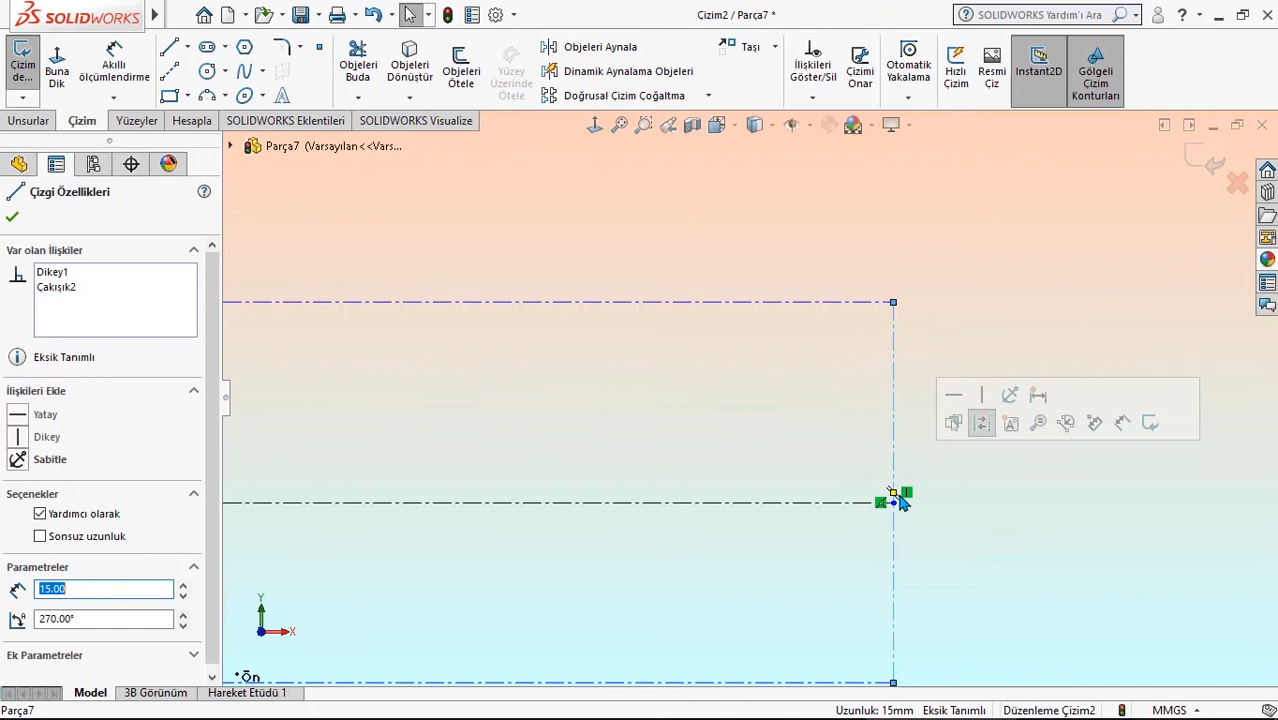 SOLIDWORKS
Çizim2 / Parça7 *
SOLIDWORKS Yardım'ı Ara
Çizim de...
Buna Dik
Akıllı ölçümlendirme
Objeleri Buda
Objeleri Dönüştür
Objeleri Ötele
Yüzey Üzerinde Ötele
Objeleri Aynala
Dinamik Aynalama Objeleri
Doğrusal Çizim Çoğaltma
Taşı
İlişkileri Göster/Sil
Çizimi Onar
Otomatik Yakalama
Hızlı Çizim
Resmi Çiz
Instant2D
Gölgeli Çizim Konturları
Unsurlar
Çizim
Yüzeyler
Hesapla
SOLIDWORKS Eklentileri
SOLIDWORKS Visualize
Parça7 (Varsayılan<<Vars...
Çizgi Özellikleri
Var olan İlişkiler
Dikey1
Çakışık2
Eksik Tanımlı
İlişkileri Ekle
Yatay
Dikey
Sabitle
Seçenekler
Yardımcı olarak
Sonsuz uzunluk
Parametreler
15.00
270.00°
Ek Parametreler
Y
X
*Ön
Model
3B Görünüm
Hareket Etüdü 1
Parça7
Uzunluk: 15mm
Eksik Tanımlı
Düzenleme Çizim2
MMGS